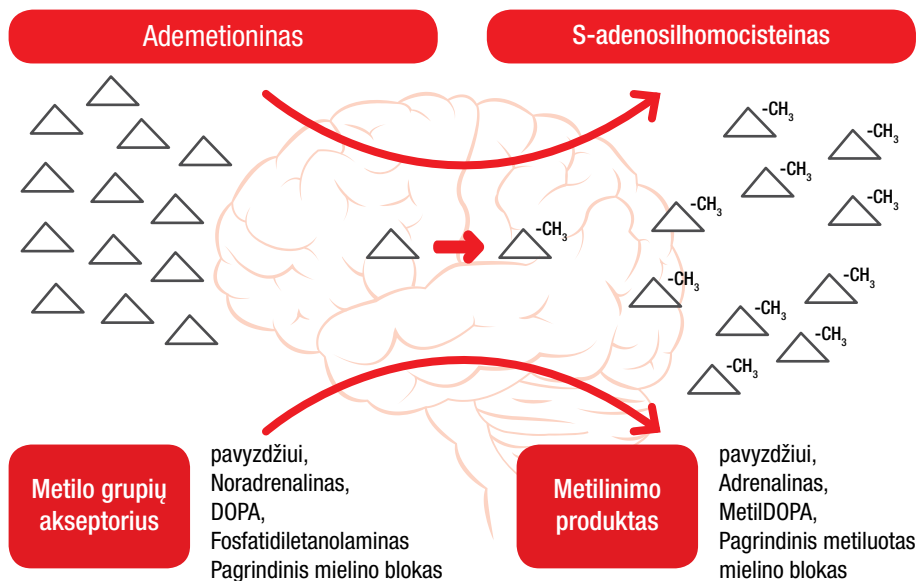 Ademetioninas
S-adenosilhomocisteinas
-CH₃
-CH₃
-CH₃
-CH₃
-CH₃
-CH₃
-CH₃
-CH₃
-CH₃
-CH₃
-CH₃
Metilo grupių
akseptorius
pavyzdžiui,
Noradrenalinas,
DOPA,
Fosfatidiletanolaminas
Pagrindinis mielino blokas
Metilinimo
produktas
pavyzdžiui,
Adrenalinas,
MetilDOPA,
Pagrindinis metiluotas
mielino blokas